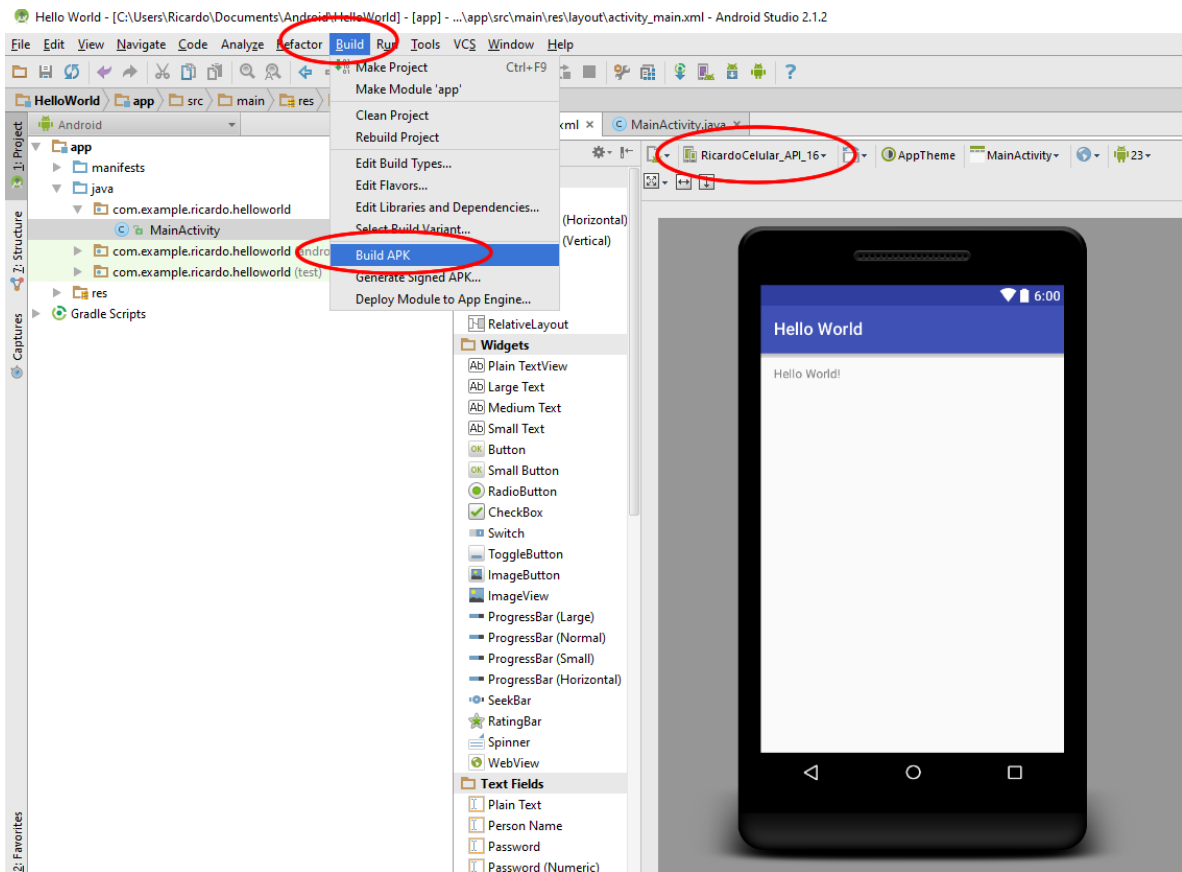 Hello World - [C:\Users\Ricardo\Documents\Android\HelloWorld] - [app] - ...\app\src\main\res\layout\activity_main.xml - Android Studio 2.1.2
File Edit View Navigate Code Analyze Refactor Build Run Tools VCS Window Help
Make Project Ctrl+F9
Make Module 'app'
Clean Project
Rebuild Project
Edit Build Types...
Edit Flavors...
Edit Libraries and Dependencies...
Select Build Variant...
Build APK
Generate Signed APK...
Deploy Module to App Engine...
HelloWorld app src main res
Android
xml MainActivity.java
1: Project
7: Structure
Captures
2: Favorites
app
manifests
java
com.example.ricardo.helloworld
MainActivity
com.example.ricardo.helloworld (andro
com.example.ricardo.helloworld (test)
res
Gradle Scripts
RicardoCelular_API_16 AppTheme MainActivity 23
(Horizontal)
(Vertical)
RelativeLayout
Widgets
Ab Plain TextView
Ab Large Text
Ab Medium Text
Ab Small Text
OK Button
OK Small Button
RadioButton
CheckBox
Switch
ToggleButton
ImageButton
ImageView
ProgressBar (Large)
ProgressBar (Normal)
ProgressBar (Small)
ProgressBar (Horizontal)
SeekBar
RatingBar
Spinner
WebView
Text Fields
Plain Text
Person Name
Password
Password (Numeric)
6:00
Hello World
Hello World!